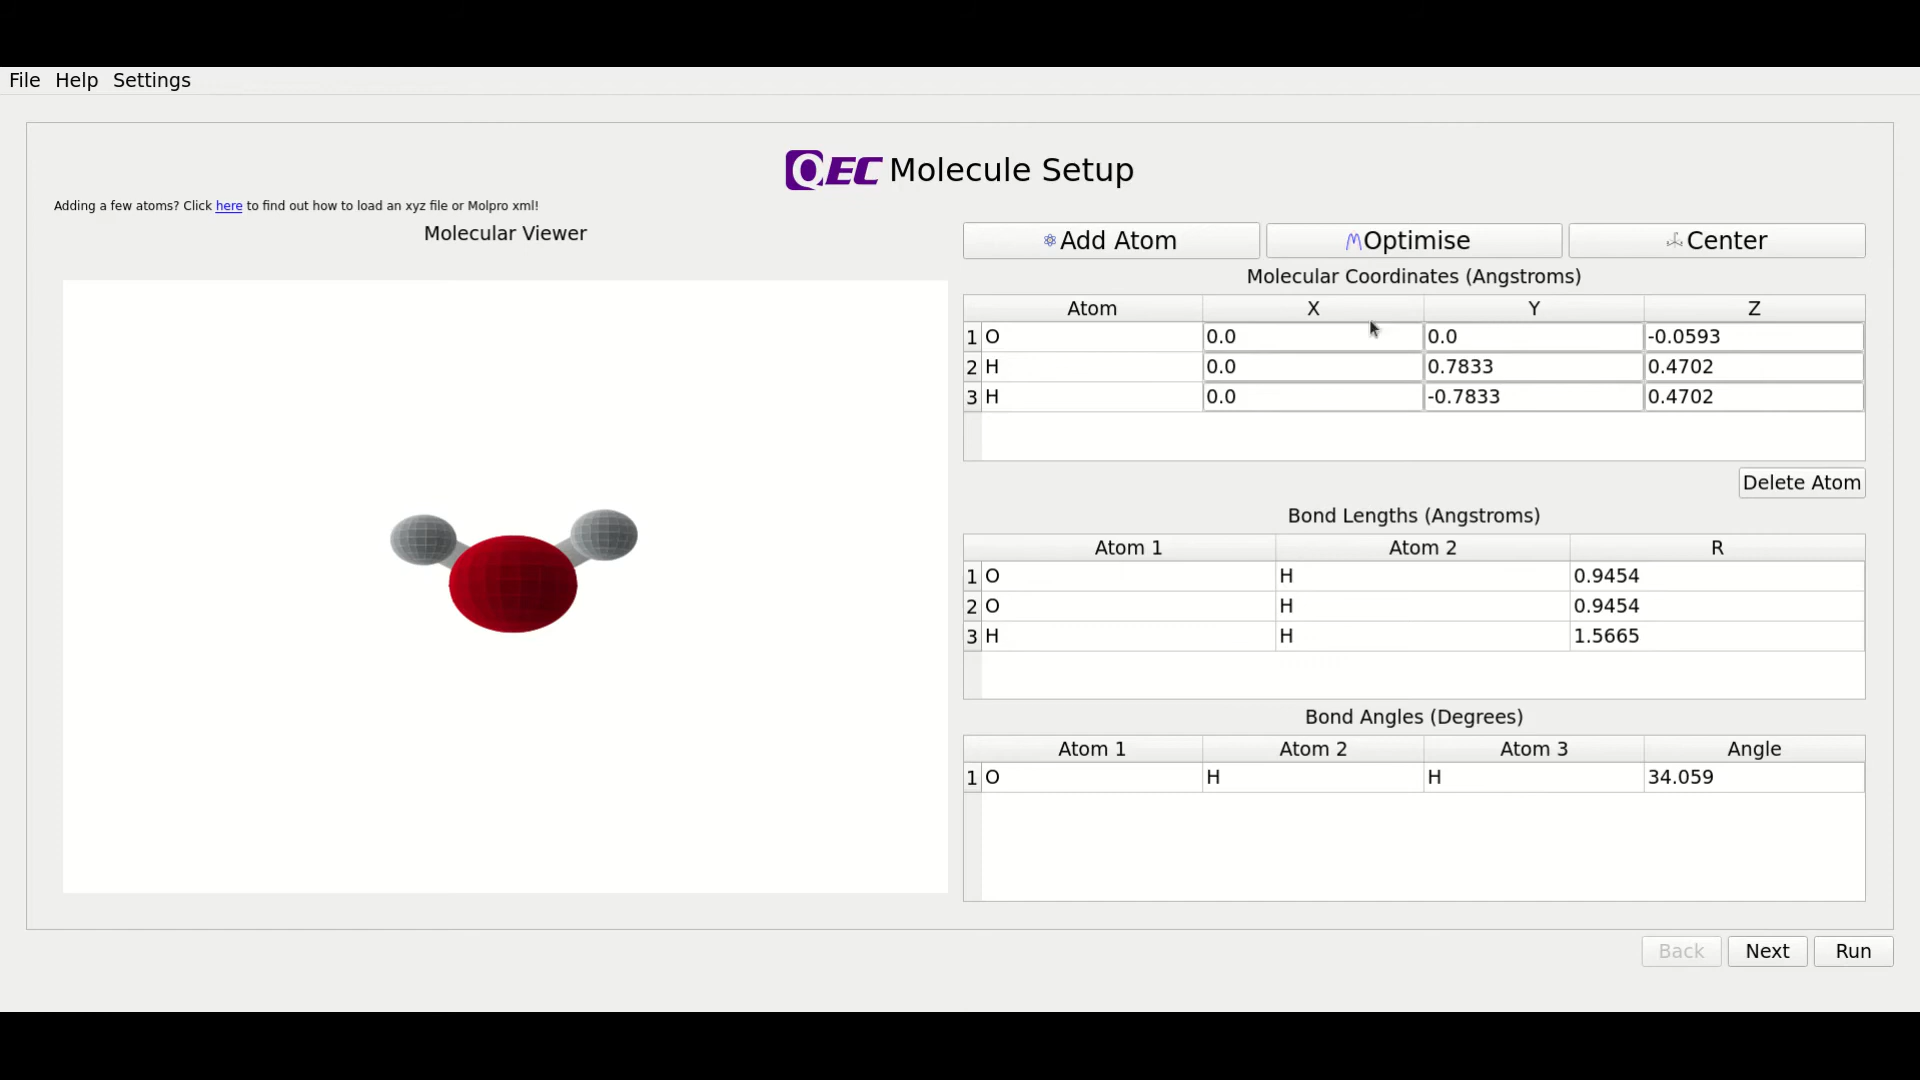 File Help Settings
QEC Molecule Setup
Adding a few atoms? Click here to find out how to load an xyz file or Molpro xml!
Molecular Viewer
Add Atom Optimise Center
Molecular Coordinates (Angstroms)
Atom X Y Z
1 O 0.0 0.0 -0.0593
2 H 0.0 0.7833 0.4702
3 H 0.0 -0.7833 0.4702
Delete Atom
Bond Lengths (Angstroms)
Atom 1 Atom 2 R
1 O H 0.9454
2 O H 0.9454
3 H H 1.5665
Bond Angles (Degrees)
Atom 1 Atom 2 Atom 3 Angle
1 O H H 34.059
Back Next Run